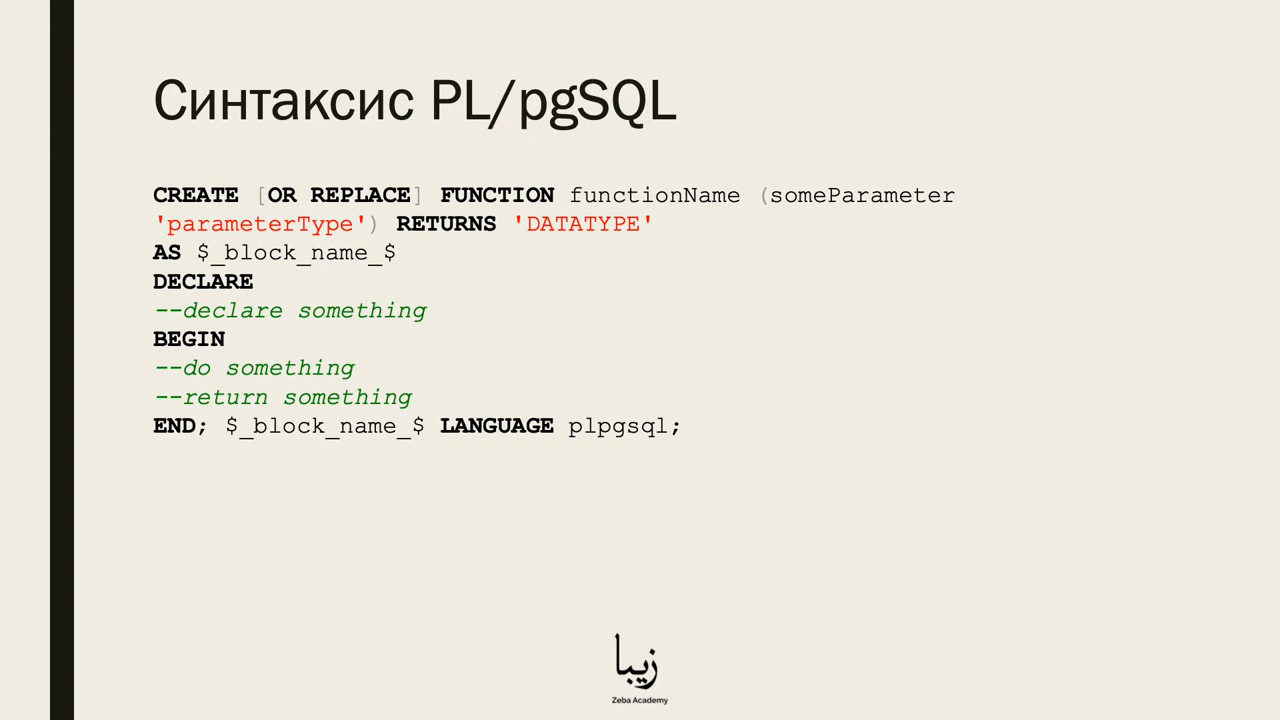 Синтаксис PL/pgSQL
CREATE [OR REPLACE] FUNCTION functionName (someParameter
'parameterType') RETURNS 'DATATYPE'
AS $_block_name_$
DECLARE
--declare something
BEGIN
--do something
--return something
END; $_block_name_$ LANGUAGE plpgsql;
زيبا
Zeba Academy